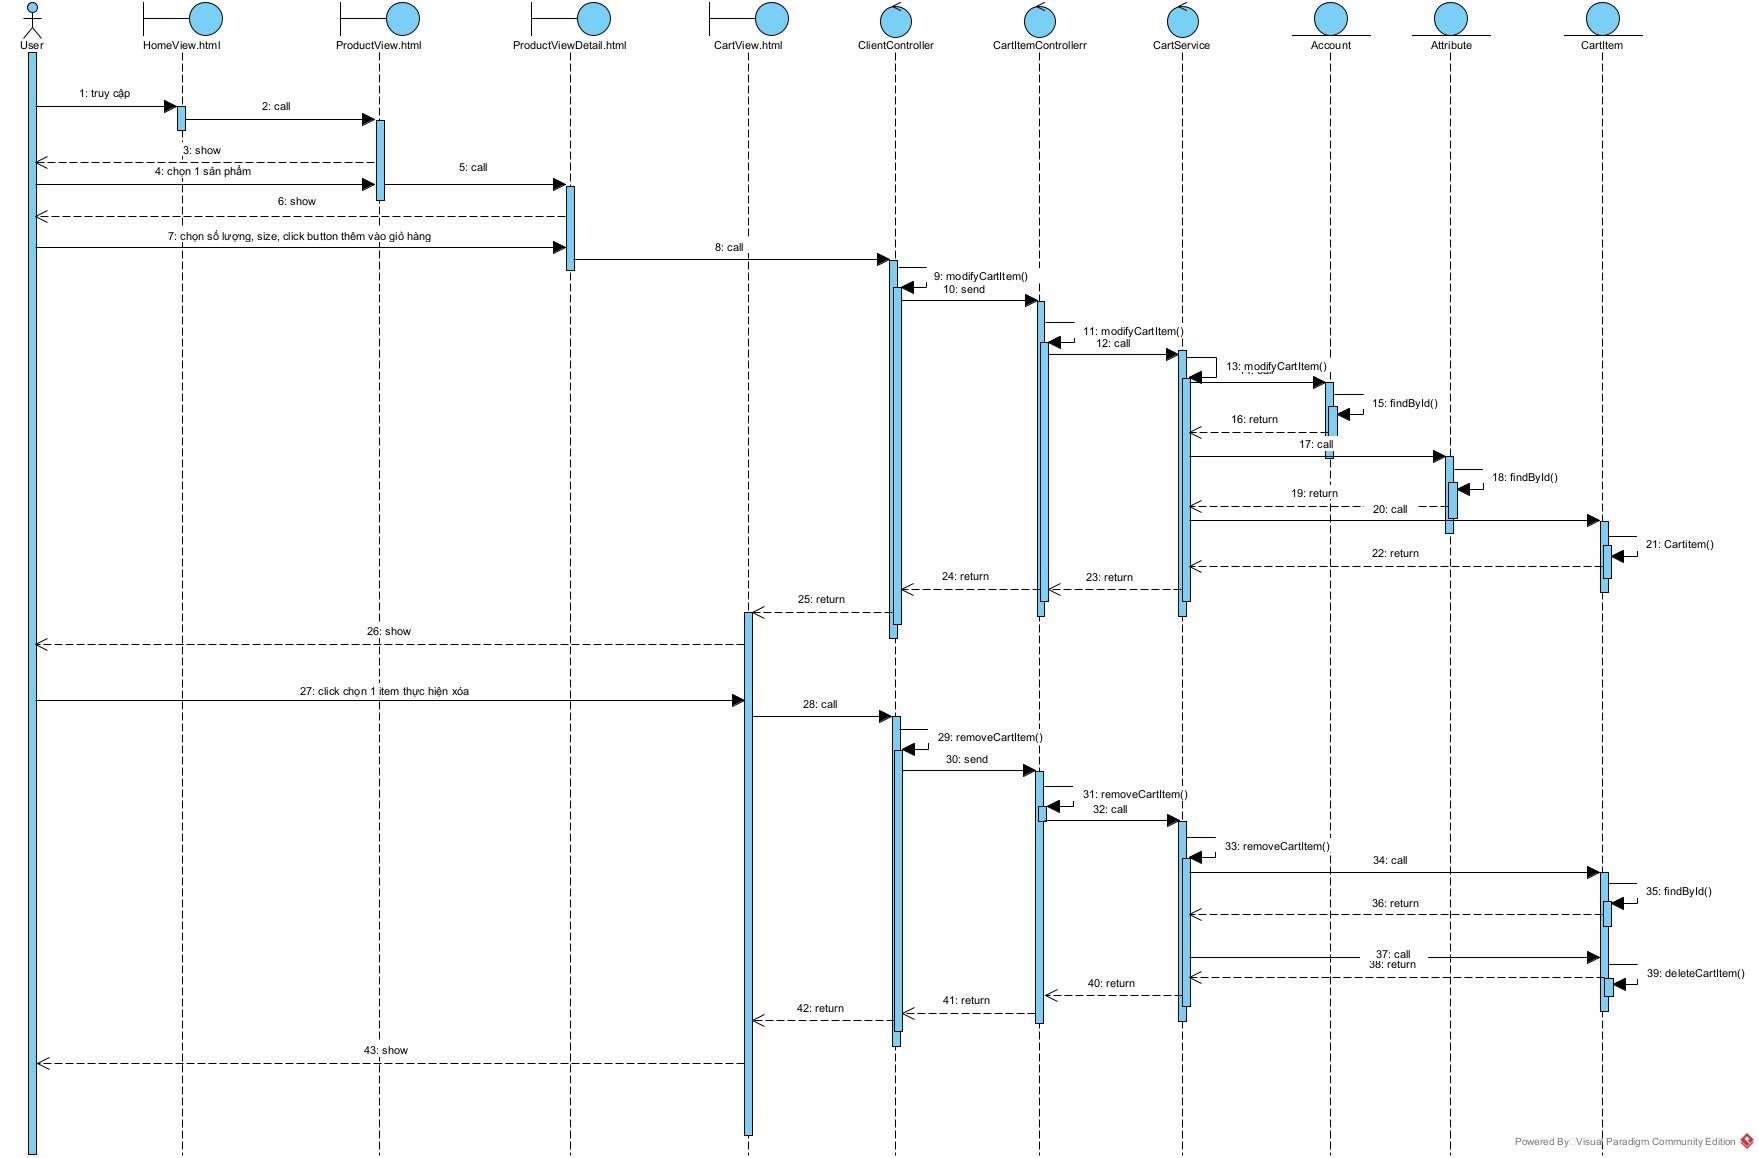 User
HomeView.html
ProductView.html
ProductViewDetail.html
CartView.html
ClientController
CartItemControllerr
CartService
Account
Attribute
CartItem
1: truy cập
2: call
3: show
4: chọn 1 sản phẩm
5: call
6: show
7: chọn số lượng, size, click button thêm vào giỏ hàng
8: call
9: modifyCartItem()
10: send
11: modifyCartItem()
12: call
13: modifyCartItem()
15: findById()
16: return
17: call
18: findById()
19: return
20: call
21: Cartitem()
22: return
23: return
24: return
25: return
26: show
27: click chọn 1 item thực hiện xóa
28: call
29: removeCartItem()
30: send
31: removeCartItem()
32: call
33: removeCartItem()
34: call
35: findById()
36: return
37: call
38: return
39: deleteCartItem()
40: return
41: return
42: return
43: show
Powered By Visual Paradigm Community Edition